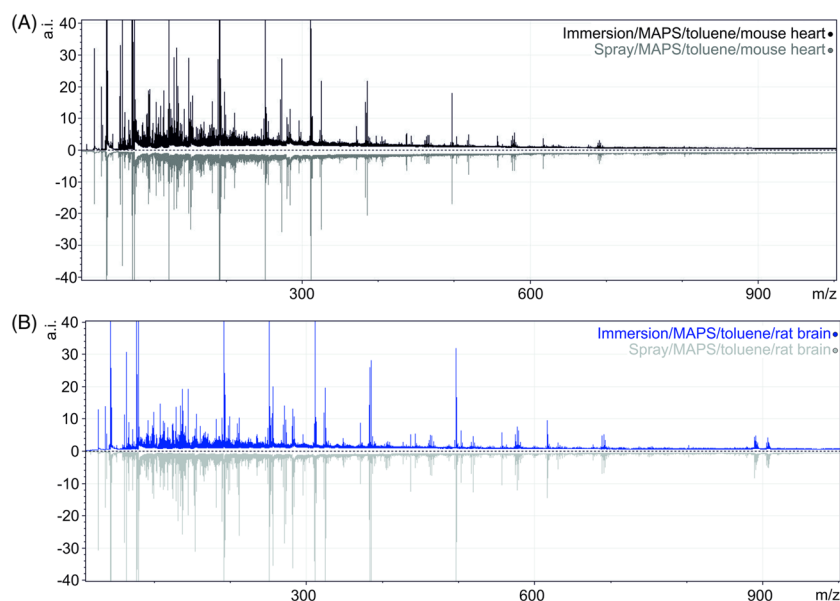 (A)
a.i.
40
30
20
10
0
10
-20
-30
-40
Immersion/MAPS/toluene/mouse heart
Spray/MAPS/toluene/mouse heart
300
600
900
m/z
(B)
a.i.
40
30
20
10
0
-10
-20
-30
-40
Immersion/MAPS/toluene/rat brain
Spray/MAPS/toluene/rat brain
300
600
900
m/z